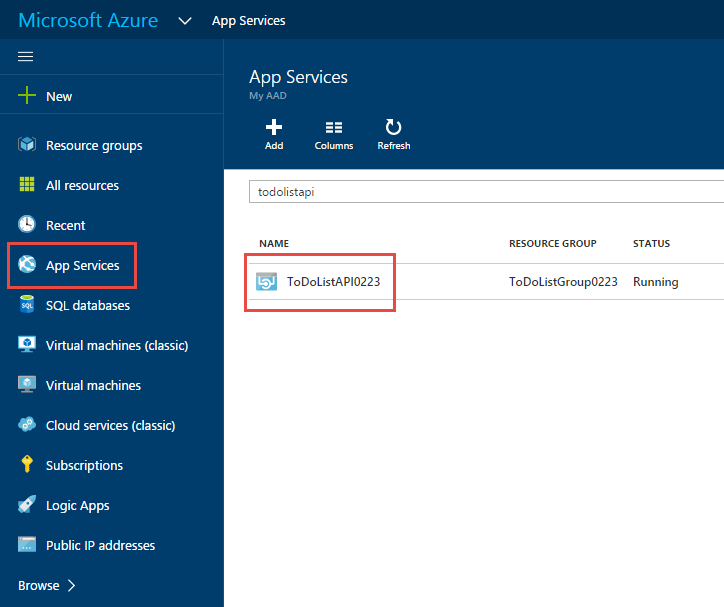 Microsoft Azure App Services
New
Resource groups
All resources
Recent
App Services
SQL databases
Virtual machines (classic)
Virtual machines
Cloud services (classic)
Subscriptions
Logic Apps
Public IP addresses
Browse
App Services
My AAD
Add Columns Refresh
todolistapi
NAME RESOURCE GROUP STATUS
ToDoListAPI0223 ToDoListGroup0223 Running
SQL